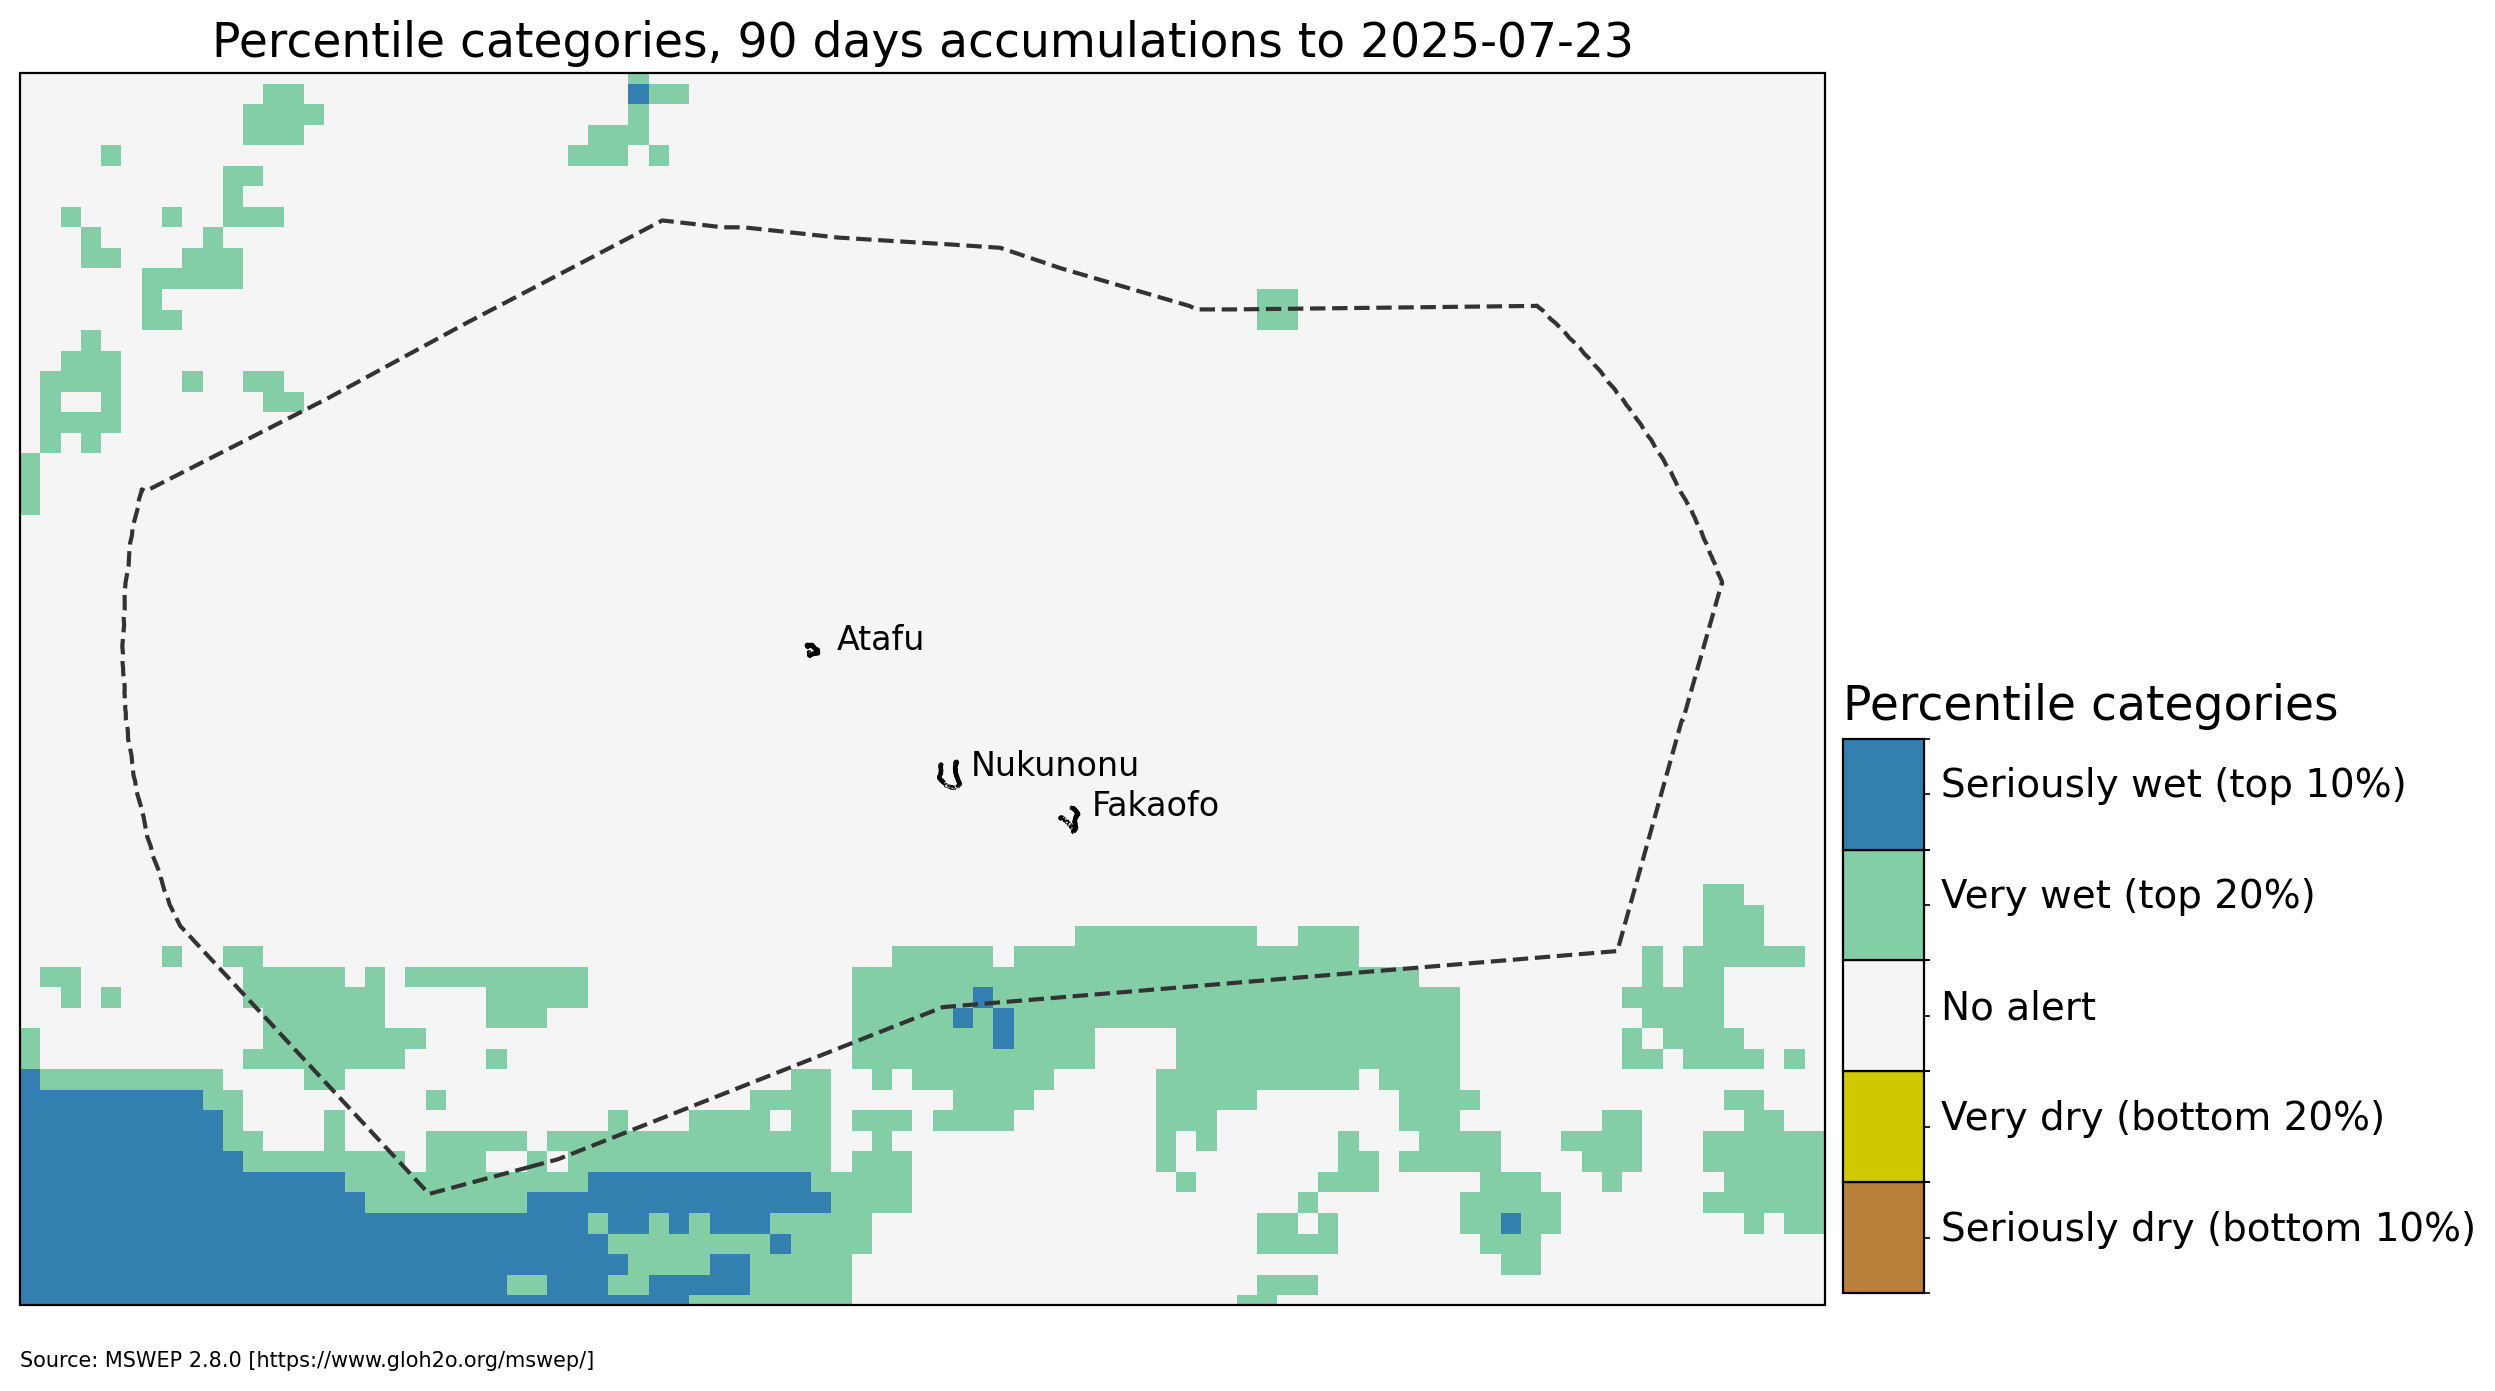 Percentile categories, 90 days accumulations to 2025-07-23
Atafu
Nukunonu
Fakaofo
Percentile categories
Seriously wet (top 10%)
Very wet (top 20%)
No alert
Very dry (bottom 20%)
Seriously dry (bottom 10%)
Source: MSWEP 2.8.0 [https://www.gloh2o.org/mswep/]